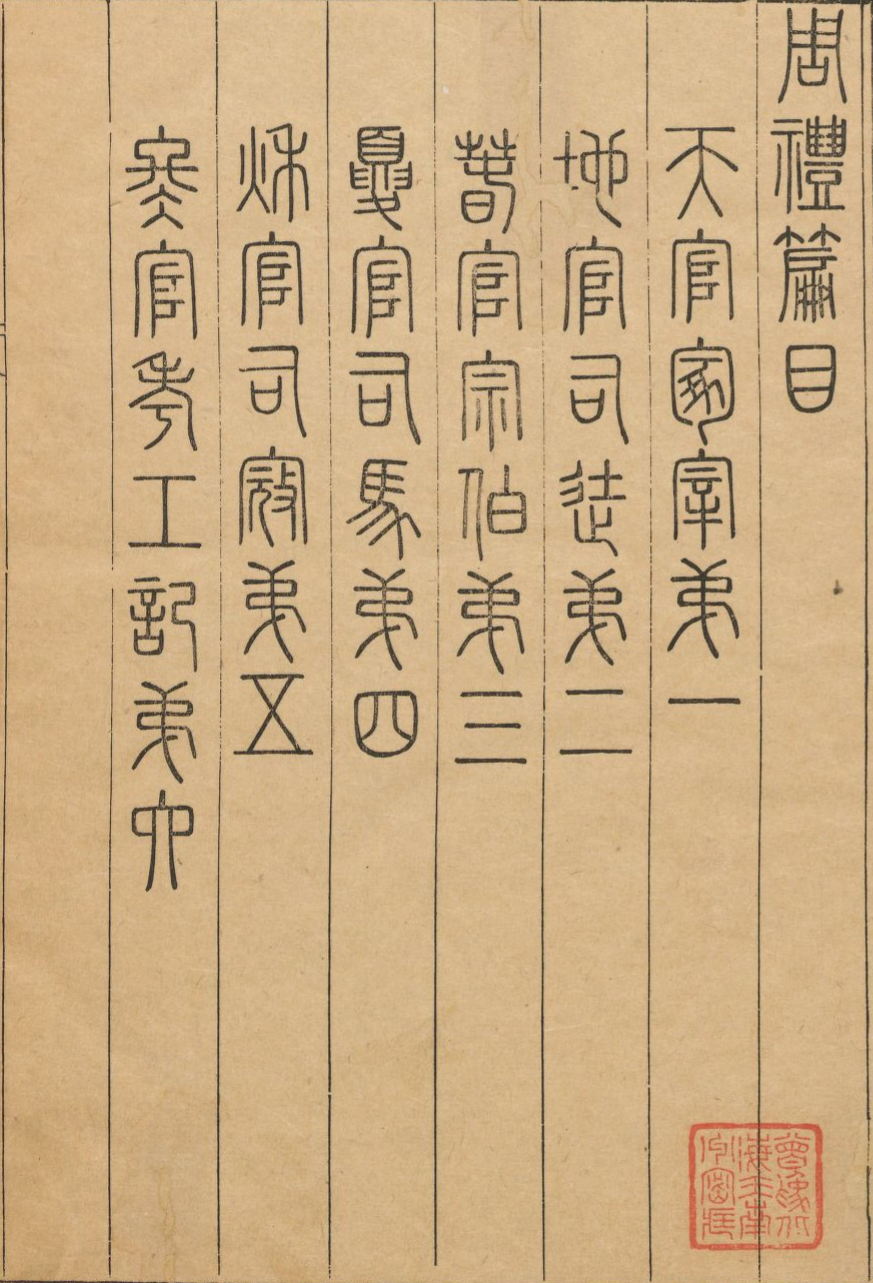 周禮篇目
天官冢宰弟一
地官司徒弟二
春官宗伯弟三
夏官司馬弟四
秋官司寇弟五
冬官考工記弟六